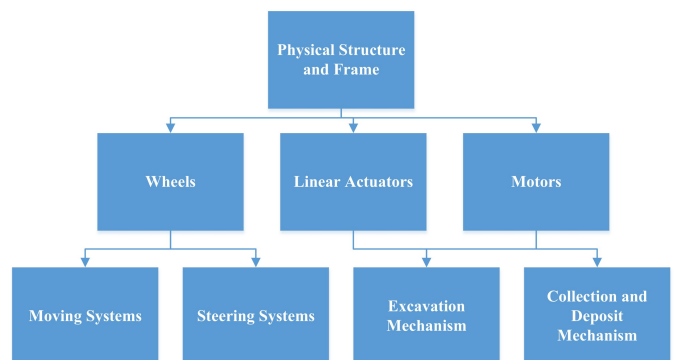 Physical Structure
and Frame
Wheels
Linear Actuators
Motors
Moving Systems
Steering Systems
Excavation
Mechanism
Collection and
Deposit
Mechanism